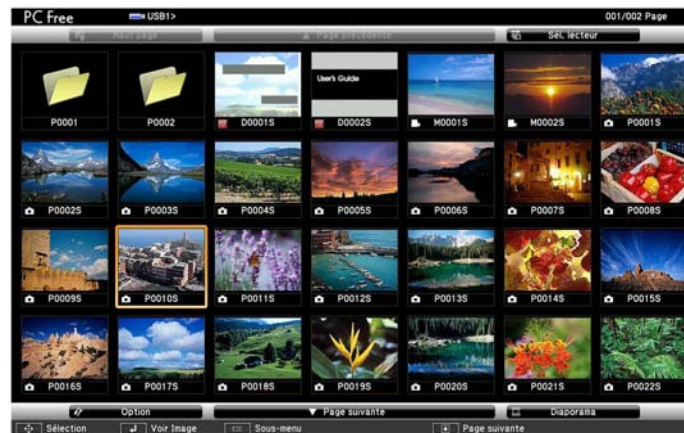 PC Free USB1> 001/002 Page
Haut page ▲ Page précédente Sél. lecteur
User's Guide
P0001 P0002 D0001S D0002S M0001S M0002S P0001S
P0002S P0003S P0004S P0005S P0006S P0007S P0008S
P0009S P0010S P0011S P0012S P0013S P0014S P0015S
P0016S P0017S P0018S P0019S P0020S P0021S P0022S
Option ▼ Page suivante Diaporama
Sélection Voir Image Sous-menu Page suivante